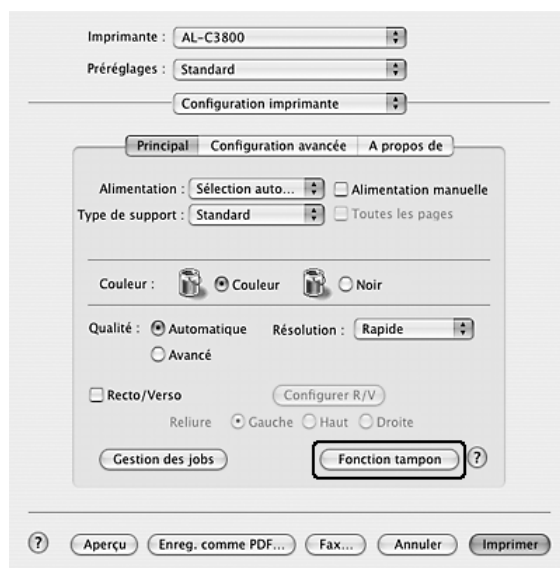 Imprimante : AL-C3800
Préréglages : Standard
Configuration imprimante
Principal Configuration avancée A propos de
Alimentation : Sélection auto... Alimentation manuelle
Type de support : Standard Toutes les pages
Couleur : Couleur Noir
Qualité : Automatique Résolution : Rapide
Avancé
Recto/Verso Configurer R/V
Reliure Gauche Haut Droite
Gestion des jobs Fonction tampon ?
? Aperçu Enreg. comme PDF... Fax... Annuler Imprimer